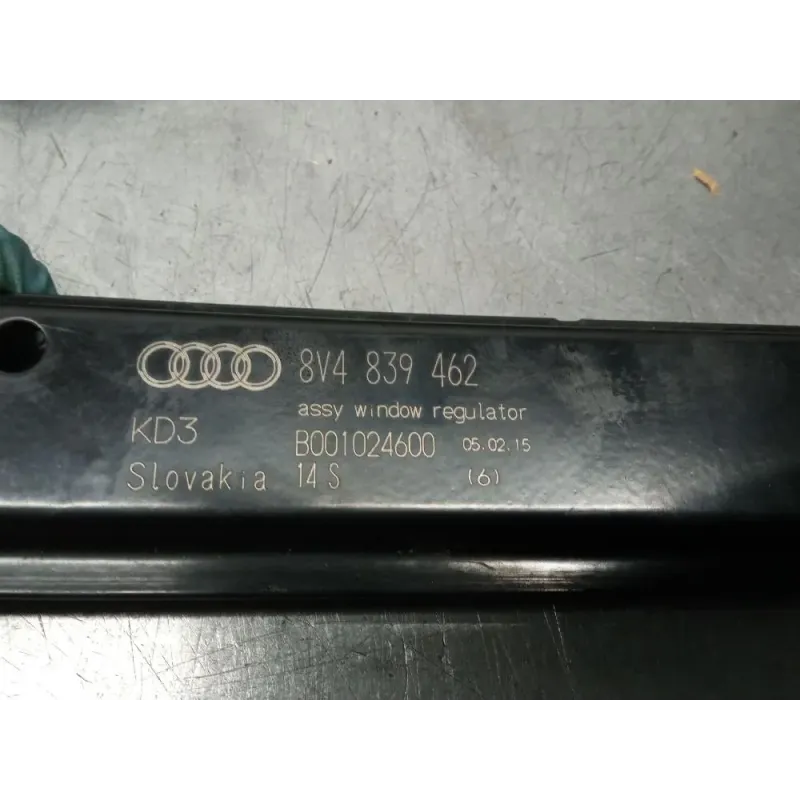 8V4 839 462
assy window regulator
KD3 B001024600 05.02.15
Slovakia 14 S (6)